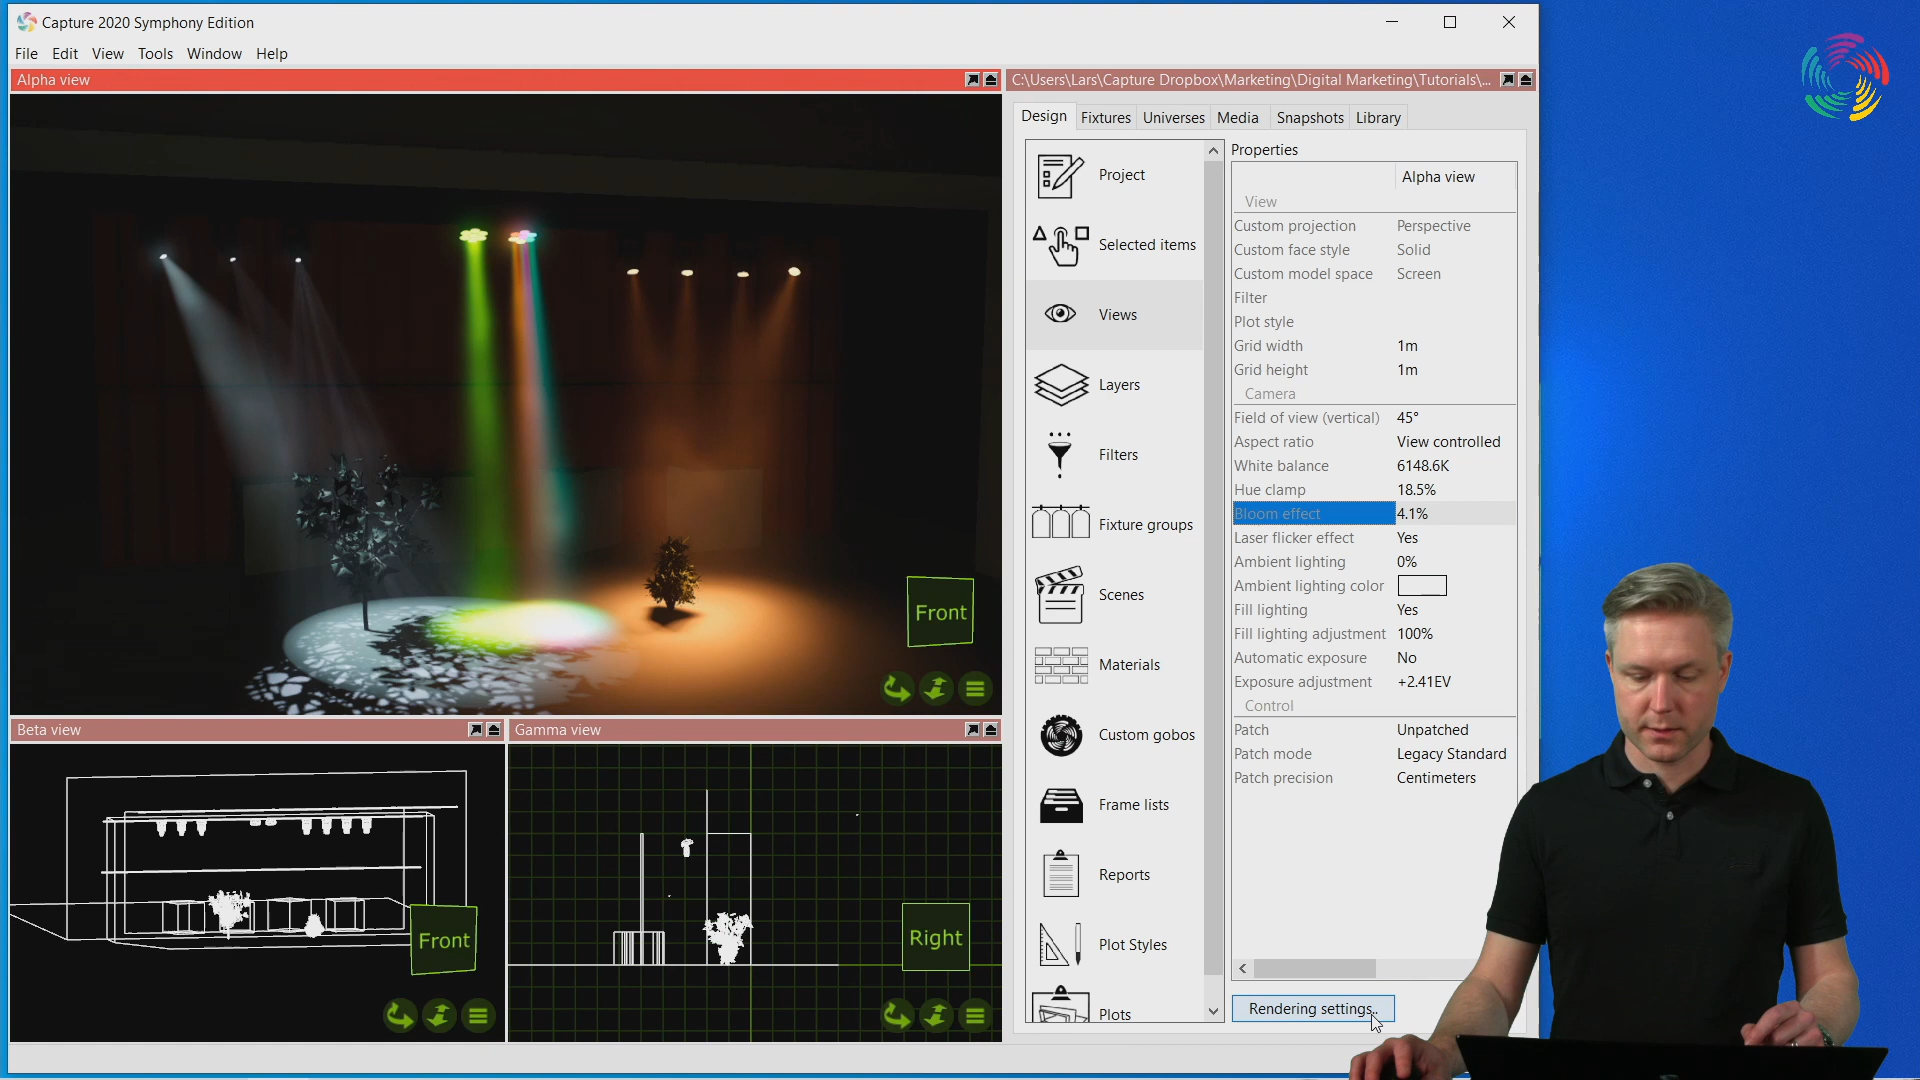 Capture 2020 Symphony Edition
File Edit View Tools Window Help
Alpha view
C:\Users\Lars\Capture Dropbox\Marketing\Digital Marketing\Tutorials\...
Design Fixtures Universes Media Snapshots Library
Project
Selected items
Views
Layers
Filters
Fixture groups
Scenes
Materials
Custom gobos
Frame lists
Reports
Plot Styles
Plots
Properties
Alpha view
View
Custom projection Perspective
Custom face style Solid
Custom model space Screen
Filter
Plot style
Grid width 1m
Grid height 1m
Camera
Field of view (vertical) 45°
Aspect ratio View controlled
White balance 6148.6K
Hue clamp 18.5%
Bloom effect 4.1%
Laser flicker effect Yes
Ambient lighting 0%
Ambient lighting color
Fill lighting Yes
Fill lighting adjustment 100%
Automatic exposure No
Exposure adjustment +2.41EV
Control
Patch Unpatched
Patch mode Legacy Standard
Patch precision Centimeters
Rendering settings..
Front
Beta view
Front
Gamma view
Right